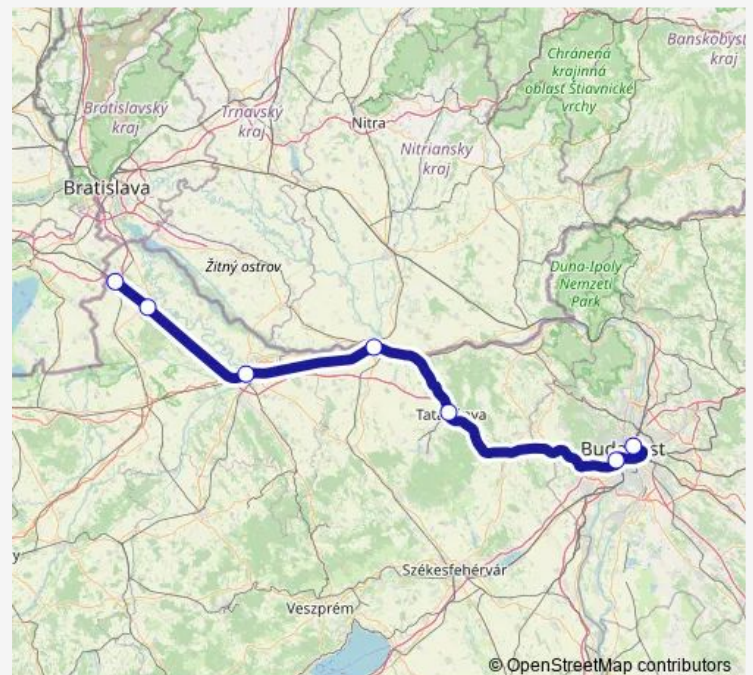 Banskobyst
kraj
Chránená
krajinná
oblasť Štiavnické
vrchy
Bratislavský
kraj
Trnavský
kraj
Nitra
Nitriansky
kraj
Bratislava
Žitný ostrov
Duna-Ipoly
Nemzeti
Park
Székesfehérvár
Veszprém
© OpenStreetMap contributors